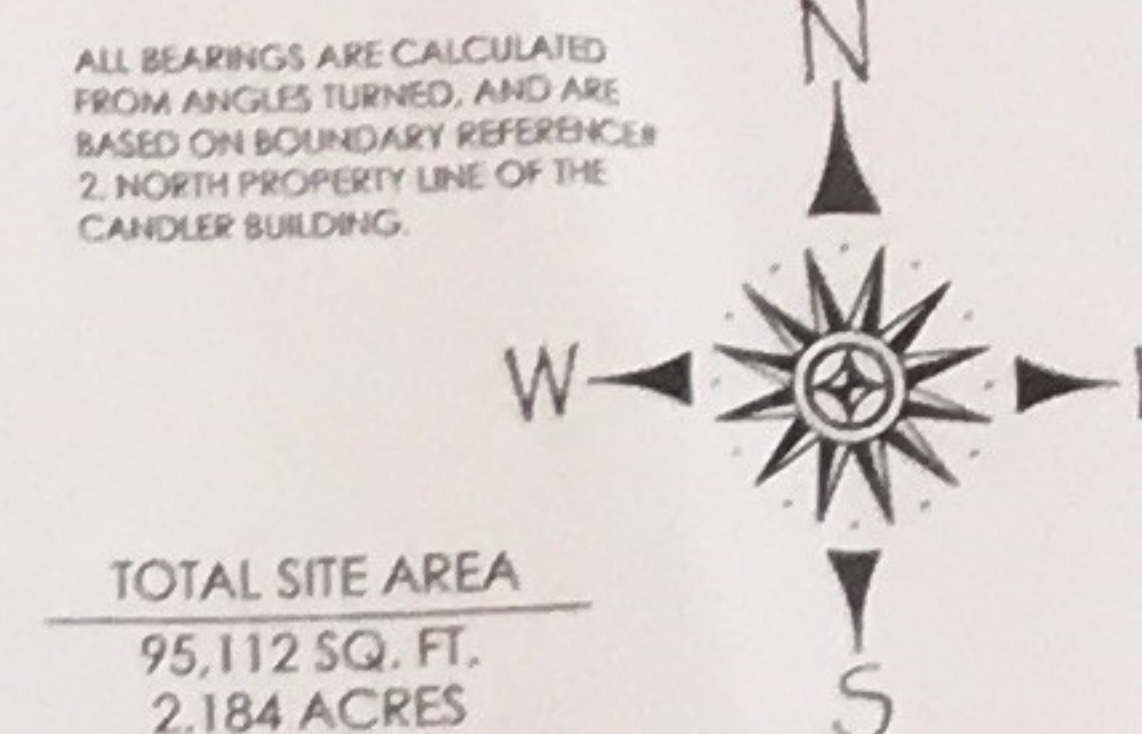 ALL BEARINGS ARE CALCULATED
FROM ANGLES TURNED, AND ARE
BASED ON BOUNDARY REFERENCE#
2. NORTH PROPERTY LINE OF THE
CANDLER BUILDING.
N
W
S
TOTAL SITE AREA
95,112 SQ. FT.
2.184 ACRES